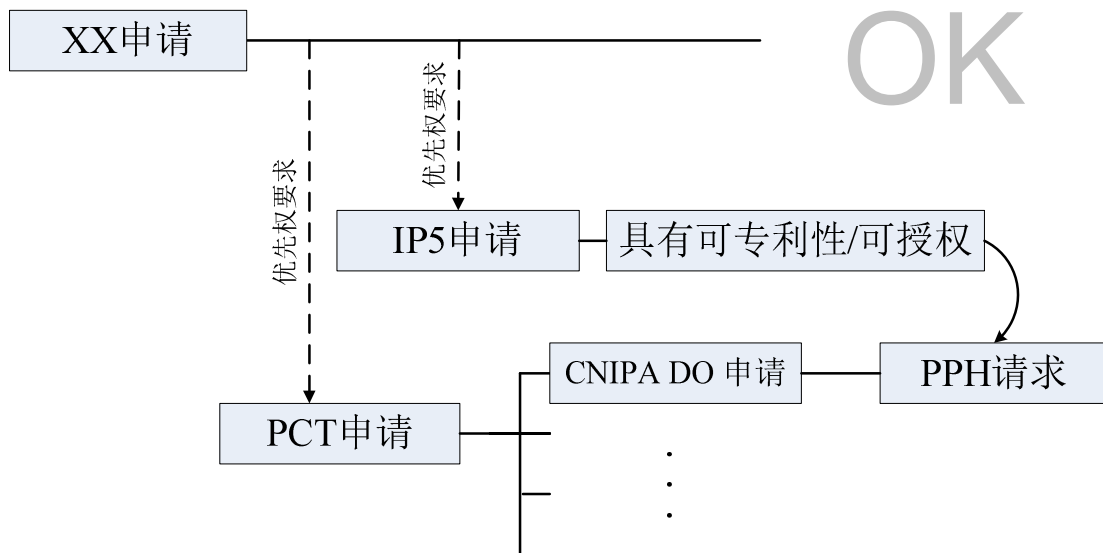 XX申请
OK
优先权要求
优先权要求
IP5申请
具有可专利性/可授权
CNIPA DO 申请
PPH请求
PCT申请